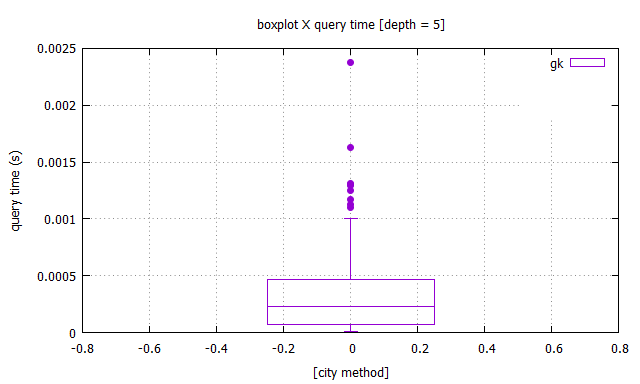 boxplot X query time [depth = 5]
0.0025
gk
0.002
0.0015
query time (s)
0.001
0.0005
0
-0.8 -0.6 -0.4 -0.2 0 0.2 0.4 0.6 0.8
[city method]